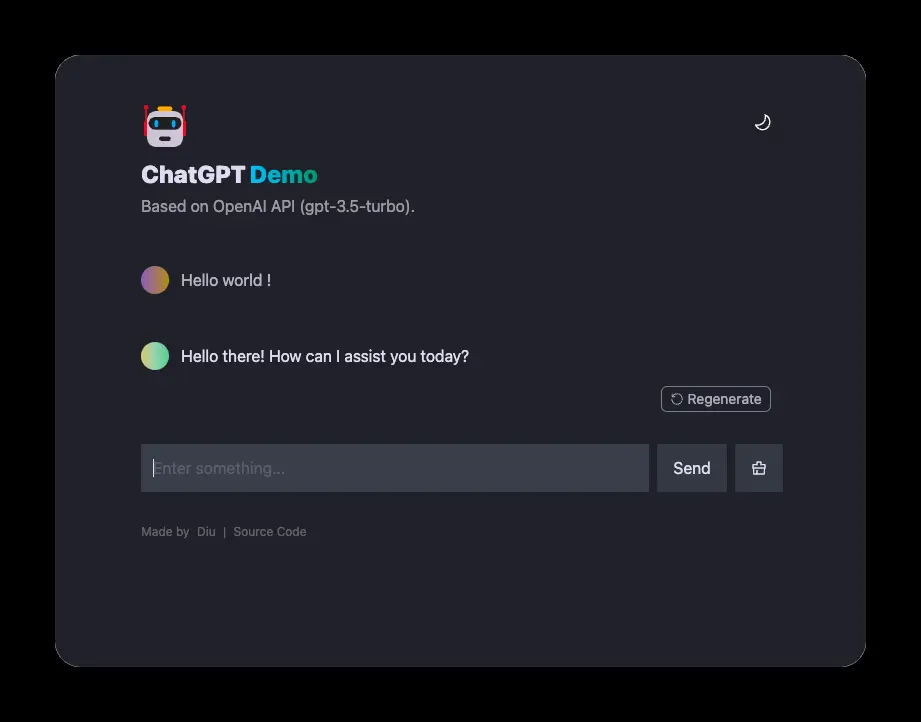 ChatGPT Demo
Based on OpenAI API (gpt-3.5-turbo).
Hello world !
Hello there! How can I assist you today?
Regenerate
Enter something...
Send
Made by Diu | Source Code